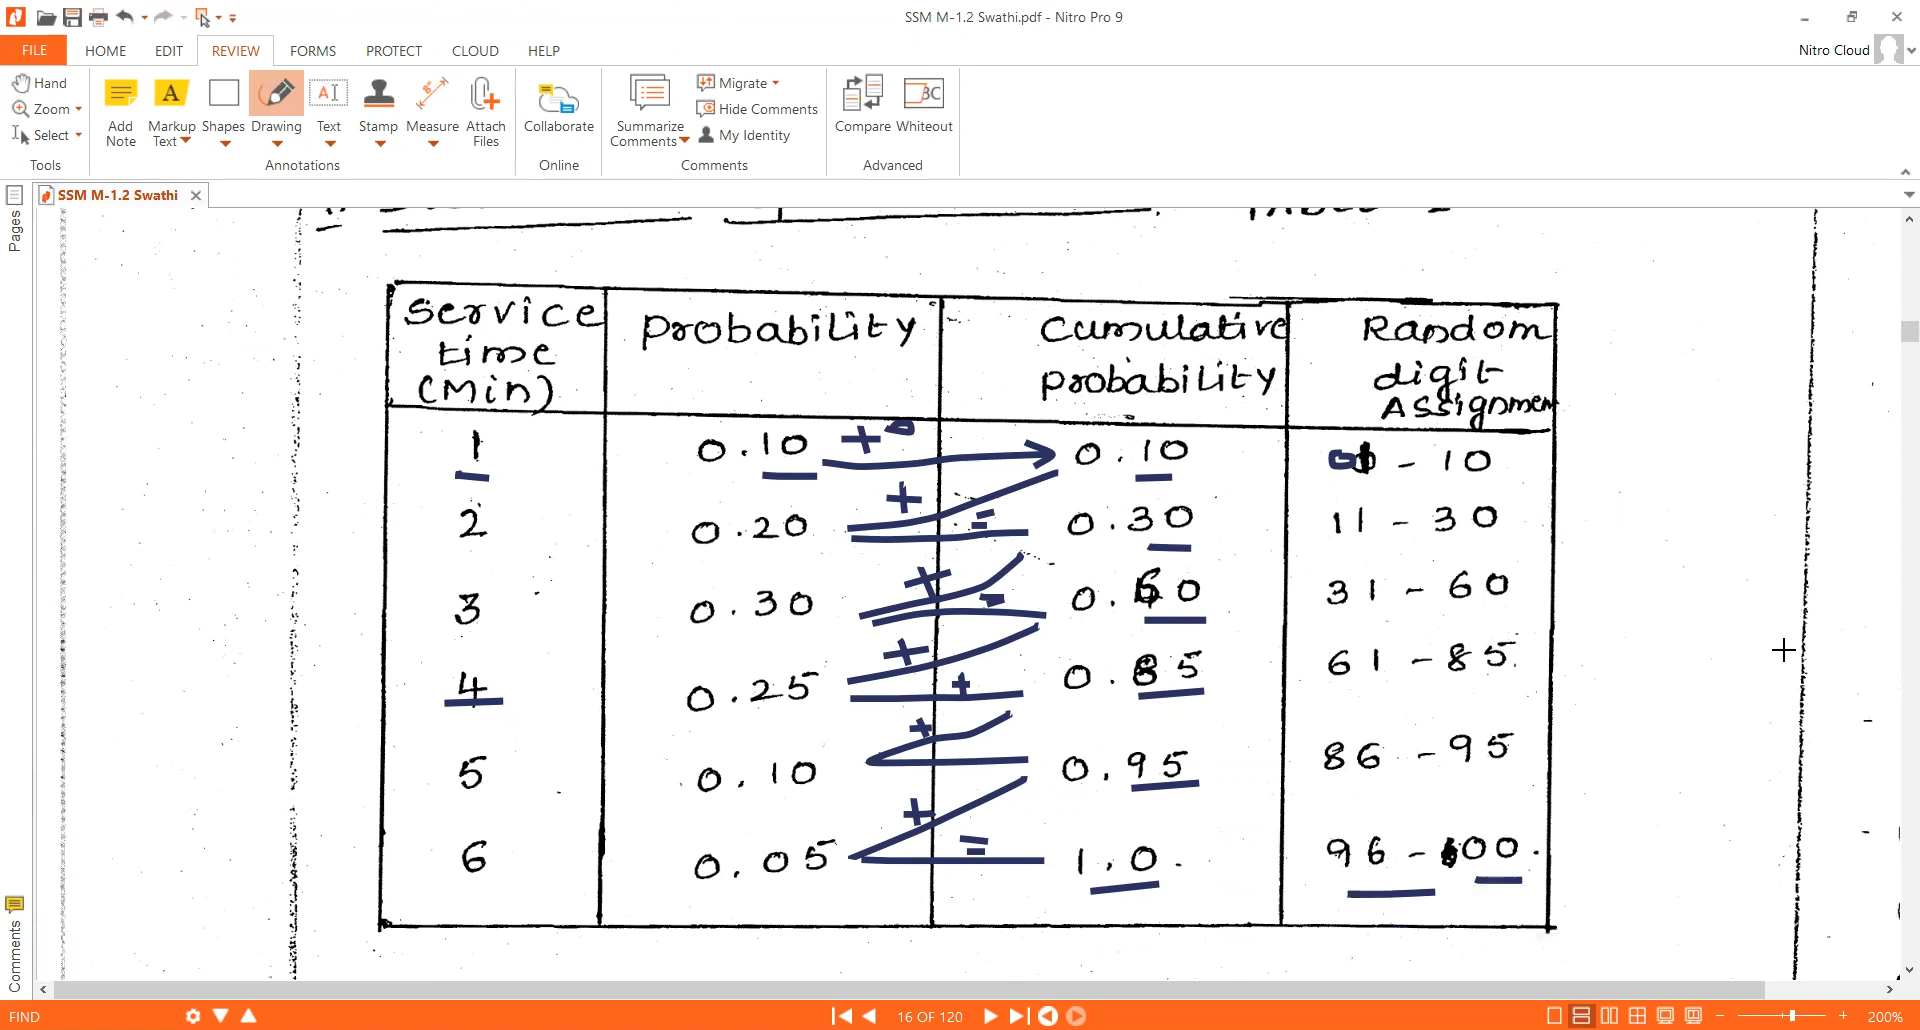 SSM M-1.2 Swathi.pdf - Nitro Pro 9
FILE HOME EDIT REVIEW FORMS PROTECT CLOUD HELP
Nitro Cloud
Hand
Zoom
Select
Tools
Add Note
Markup Text
Shapes
Drawing
Text
Stamp
Measure
Attach Files
Annotations
Collaborate
Online
Summarize Comments
Migrate
Hide Comments
My Identity
Comments
Compare
Whiteout
Advanced
SSM M-1.2 Swathi
Pages
Service time (Min) Probability Cumulative probability Random digit Assignment
1 0.10 + 0 0.10 01 - 10
2 0.20 + = 0.30 11 - 30
3 0.30 + = 0.60 31 - 60
4 0.25 + + 0.85 61 - 85
5 0.10 + 0.95 86 - 95
6 0.05 + = 1.0 96 - 00
Comments
FIND
16 OF 120
200%